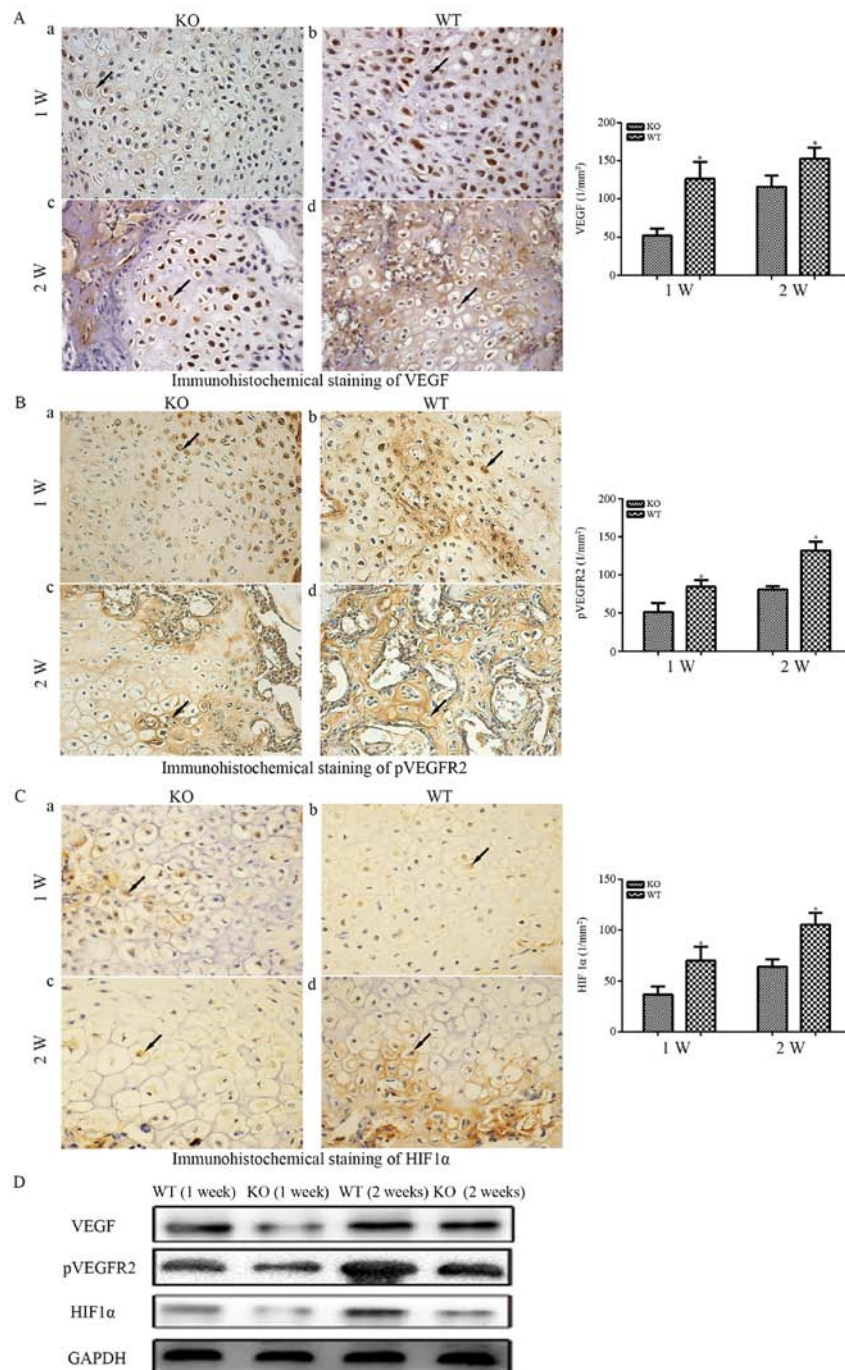 A
KO
WT
a
b
1 W
c
d
2 W
Immunohistochemical staining of VEGF
VEGF (1/mm²)
200
150
100
50
0
KO
WT
*
*
1 W
2 W
B
KO
WT
a
b
1 W
c
d
2 W
Immunohistochemical staining of pVEGFR2
pVEGFR2 (1/mm²)
200
150
100
50
0
KO
WT
*
*
1 W
2 W
C
KO
WT
a
b
1 W
c
d
2 W
Immunohistochemical staining of HIF1α
HIF 1α (1/mm²)
150
100
50
0
KO
WT
*
*
1 W
2 W
D
WT (1 week) KO (1 week) WT (2 weeks) KO (2 weeks)
VEGF
pVEGFR2
HIF1α
GAPDH